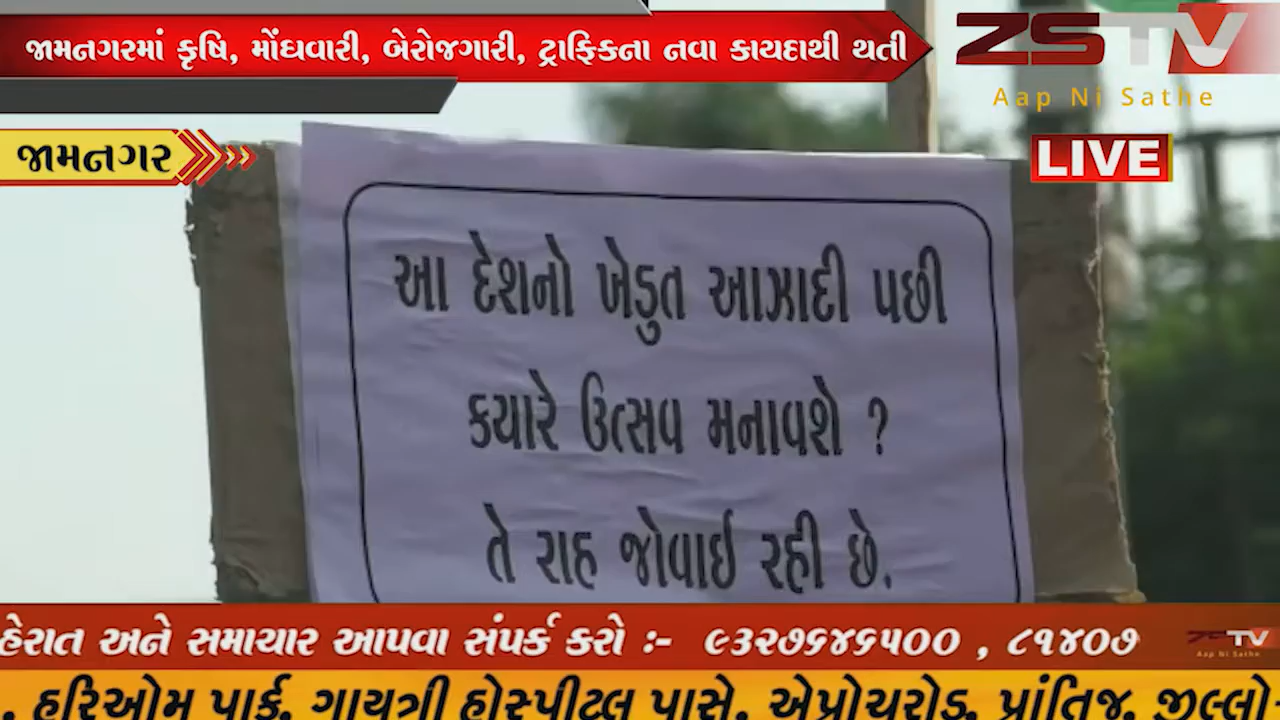 જામનગરમાં કૃષિ, મોંઘવારી, બેરોજગારી, ટ્રાફિકના નવા કાયદાથી થતી
ZSTV
Aap Ni Sathe
જામનગર
LIVE
આ દેશનો ખેડુત આઝાદી પછી
કયારે ઉત્સવ મનાવશે ?
તે રાહ જોવાઈ રહી છે.
હેરાત અને સમાચાર આપવા સંપર્ક કરો :- ૯૩૨૭૬૪૬૫૦૦ , ૮૧૪૦૭
ZSTV
Aap Ni Sathe
, હરિઓમ પાર્ક, ગાયત્રી હોસ્પીટલ પાસે, એપ્રોચરોડ, પ્રાંતિજ, જીલ્લો-